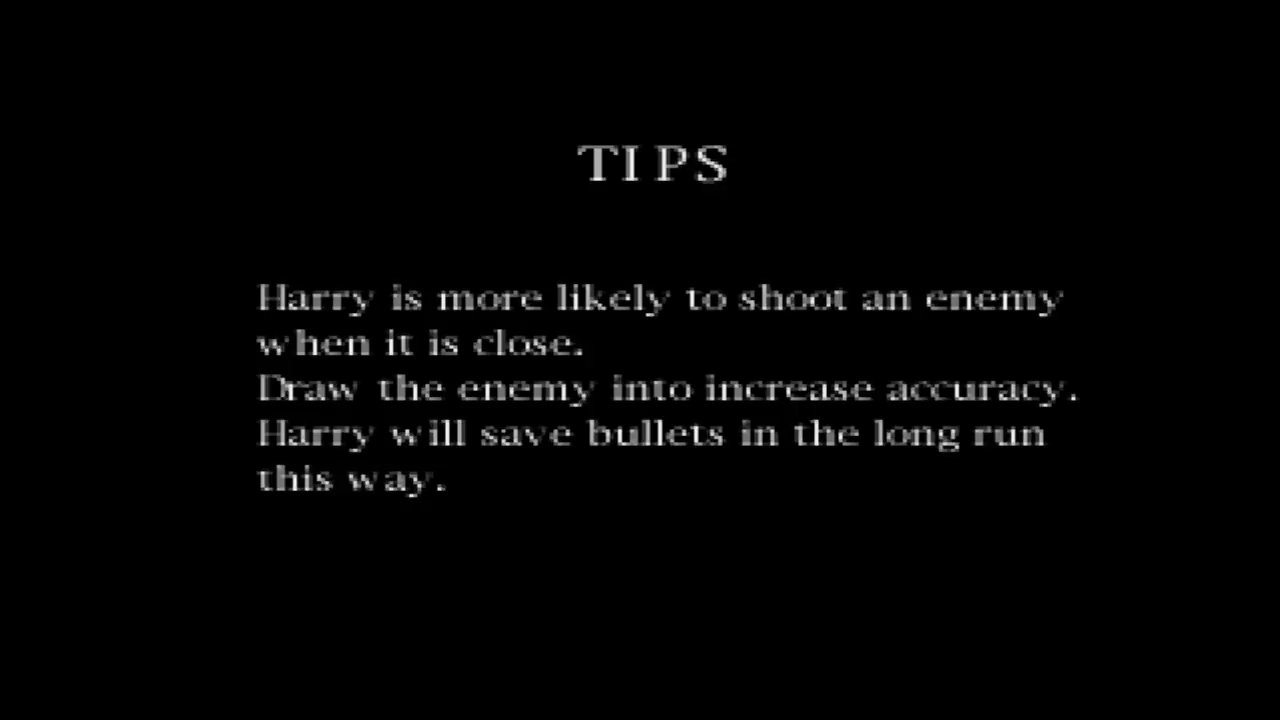 TIPS
Harry is more likely to shoot an enemy
when it is close.
Draw the enemy into increase accuracy.
Harry will save bullets in the long run
this way.